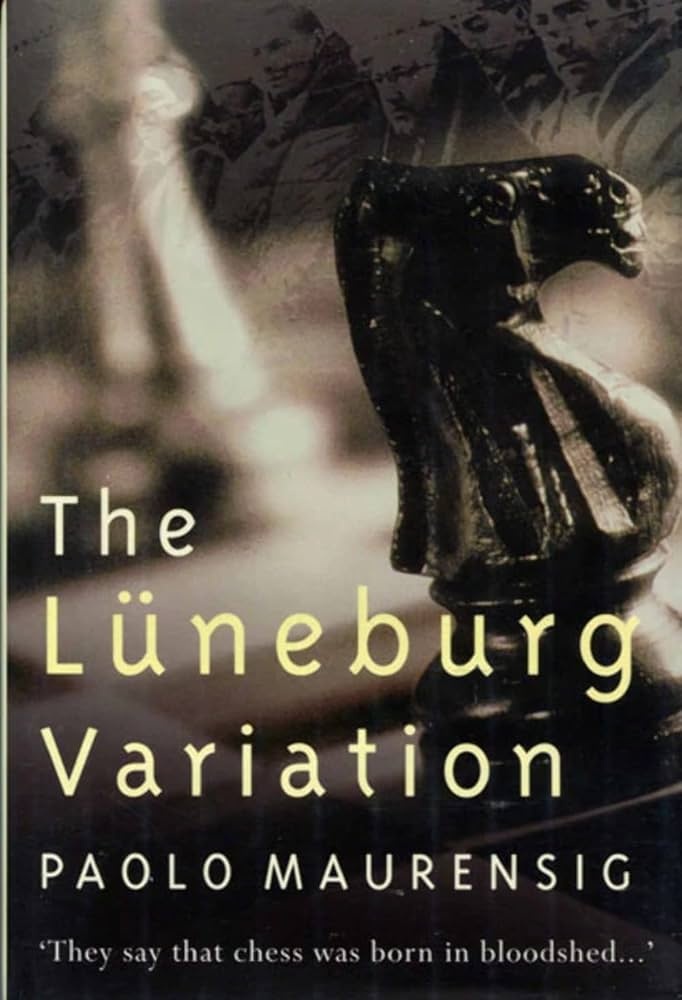 The
Lüneburg
Variation
PAOLO MAURENSIG
‘They say that chess was born in bloodshed...’